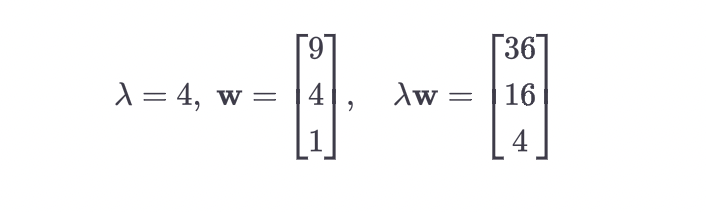 λ = 4, w = [9 4 1], λw = [36 16 4]